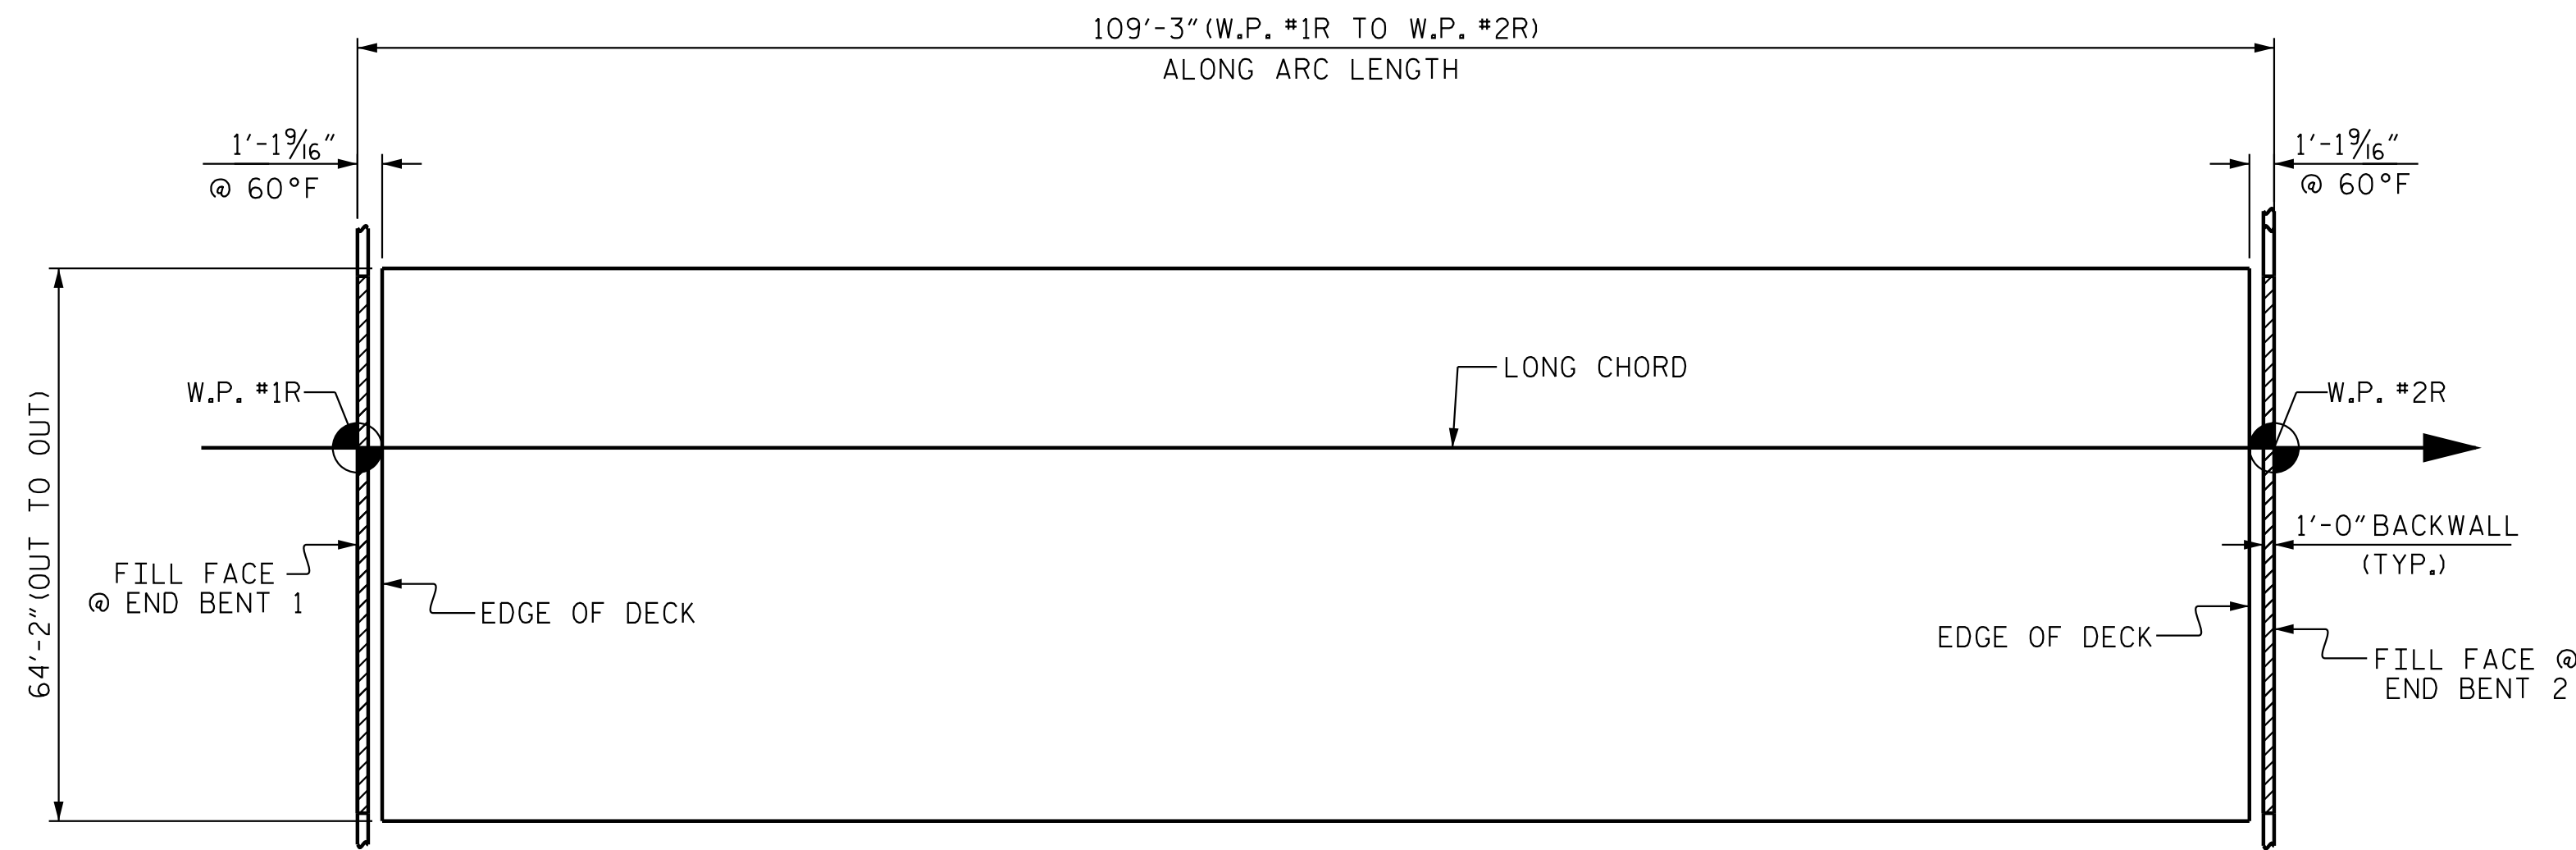 109'-3" (W.P. #1R TO W.P. #2R)
ALONG ARC LENGTH
1'-1 9/16"
@ 60°F
1'-1 9/16"
@ 60°F
LONG CHORD
W.P. #1R
W.P. #2R
64'-2" (OUT TO OUT)
1'-0" BACKWALL
(TYP.)
FILL FACE
@ END BENT 1
EDGE OF DECK
EDGE OF DECK
FILL FACE @
END BENT 2